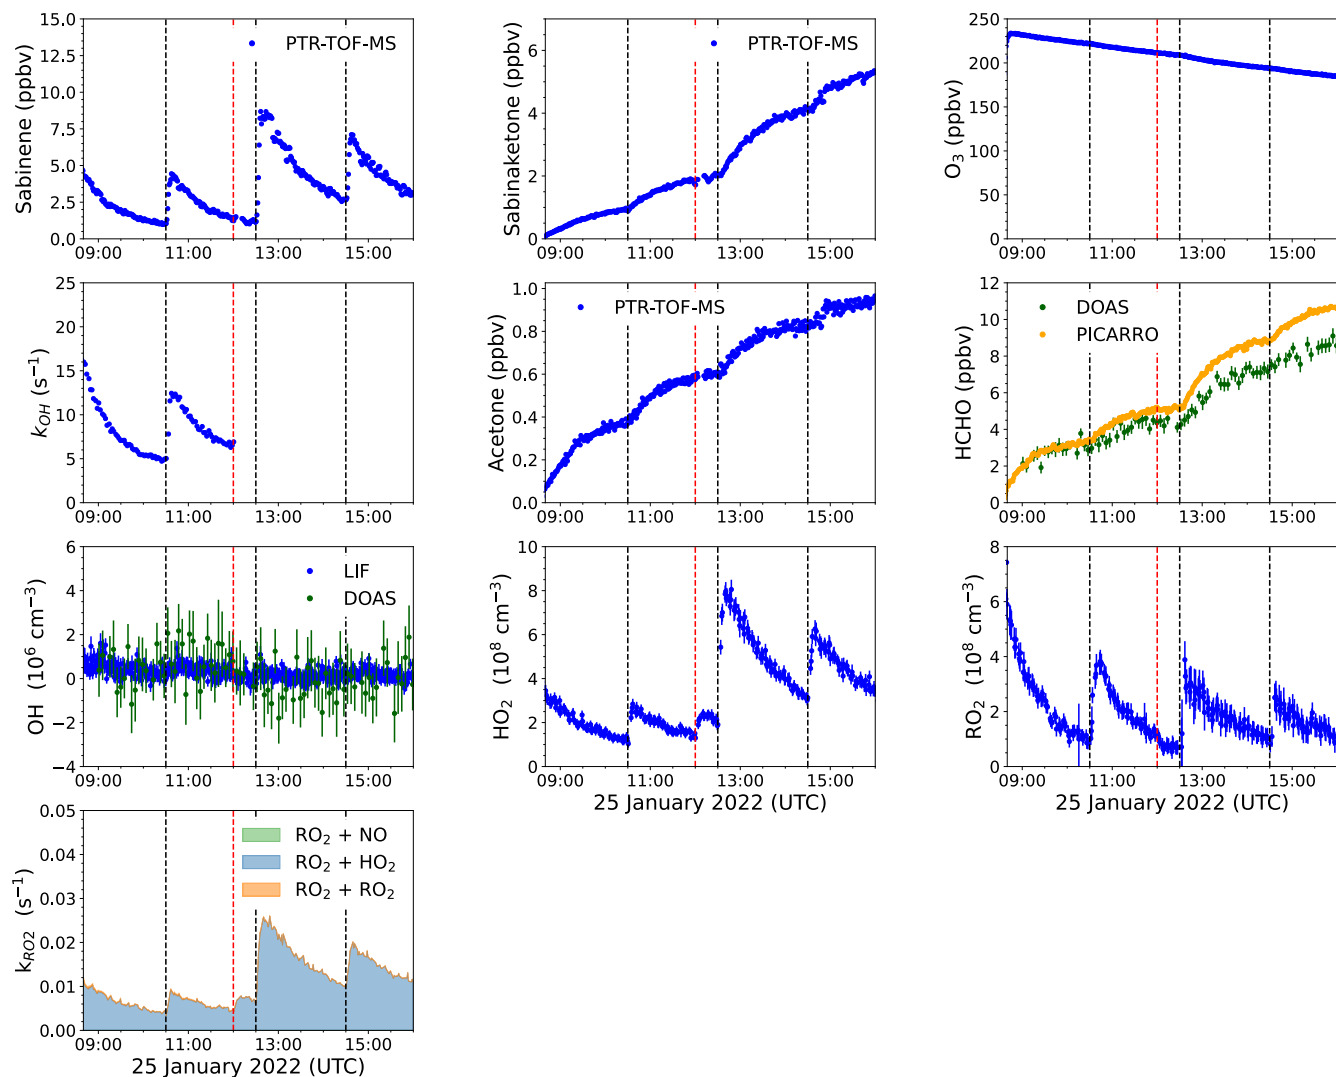 Sabinene (ppbv)
15.0
12.5
10.0
7.5
5.0
2.5
0.0
PTR-TOF-MS
09:00 11:00 13:00 15:00
Sabinaketone (ppbv)
6
4
2
0
PTR-TOF-MS
09:00 11:00 13:00 15:00
O₃ (ppbv)
250
200
150
100
50
0
09:00 11:00 13:00 15:00
k_OH (s⁻¹)
25
20
15
10
5
0
09:00 11:00 13:00 15:00
Acetone (ppbv)
1.0
0.8
0.6
0.4
0.2
0.0
PTR-TOF-MS
09:00 11:00 13:00 15:00
HCHO (ppbv)
12
10
8
6
4
2
0
DOAS
PICARRO
09:00 11:00 13:00 15:00
OH (10⁶ cm⁻³)
6
4
2
0
−2
−4
LIF
DOAS
09:00 11:00 13:00 15:00
HO₂ (10⁸ cm⁻³)
10
8
6
4
2
0
09:00 11:00 13:00 15:00
25 January 2022 (UTC)
RO₂ (10⁸ cm⁻³)
8
6
4
2
0
09:00 11:00 13:00 15:00
25 January 2022 (UTC)
k_RO2 (s⁻¹)
0.05
0.04
0.03
0.02
0.01
0.00
RO₂ + NO
RO₂ + HO₂
RO₂ + RO₂
09:00 11:00 13:00 15:00
25 January 2022 (UTC)